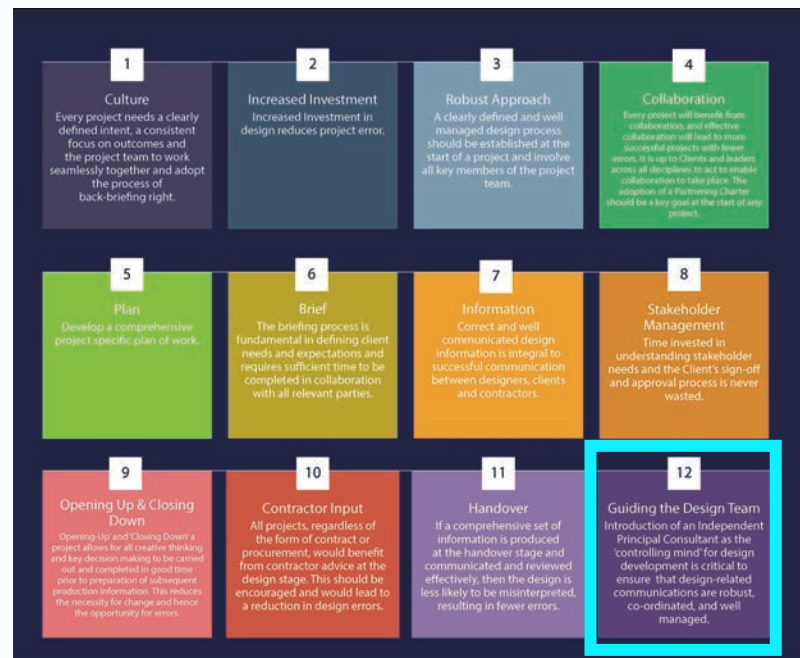 1
Culture
Every project needs a clearly
defined intent, a consistent
focus on outcomes and
the project team to work
seamlessly together and adopt
the process of
back-briefing right.
2
Increased Investment
Increased Investment in
design reduces project error.
3
Robust Approach
A clearly defined and well
managed design process
should be established at the
start of a project and involve
all key members of the project
team.
4
Collaboration
Every project will benefit from
collaboration, and effective
collaboration will lead to more
successful projects with fewer
errors. It is up to Clients and leaders
across all disciplines to act to enable
collaboration to take place. The
adoption of a Partnering Charter
should be a key goal at the start of any
project.
5
Plan
Develop a comprehensive
project specific plan of work.
6
Brief
The briefing process is
fundamental in defining client
needs and expectations and
requires sufficient time to be
completed in collaboration
with all relevant parties.
7
Information
Correct and well
communicated design
information is integral to
successful communication
between designers, clients
and contractors.
8
Stakeholder
Management
Time invested in
understanding stakeholder
needs and the Client's sign-off
and approval process is never
wasted.
9
Opening Up & Closing
Down
Opening-Up' and 'Closing Down' a
project allows for all creative thinking
and key decision making to be carried
out and completed in good time
prior to preparation of subsequent
production information. This reduces
the necessity for change and hence
the opportunity for errors.
10
Contractor Input
All projects, regardless of
the form of contract or
procurement, would benefit
from contractor advice at the
design stage. This should be
encouraged and would lead to
a reduction in design errors.
11
Handover
If a comprehensive set of
information is produced
at the handover stage and
communicated and reviewed
effectively, then the design is
less likely to be misinterpreted,
resulting in fewer errors.
12
Guiding the Design Team
Introduction of an Independent
Principal Consultant as the
'controlling mind' for design
development is critical to
ensure that design-related
communications are robust,
co-ordinated, and well
managed.